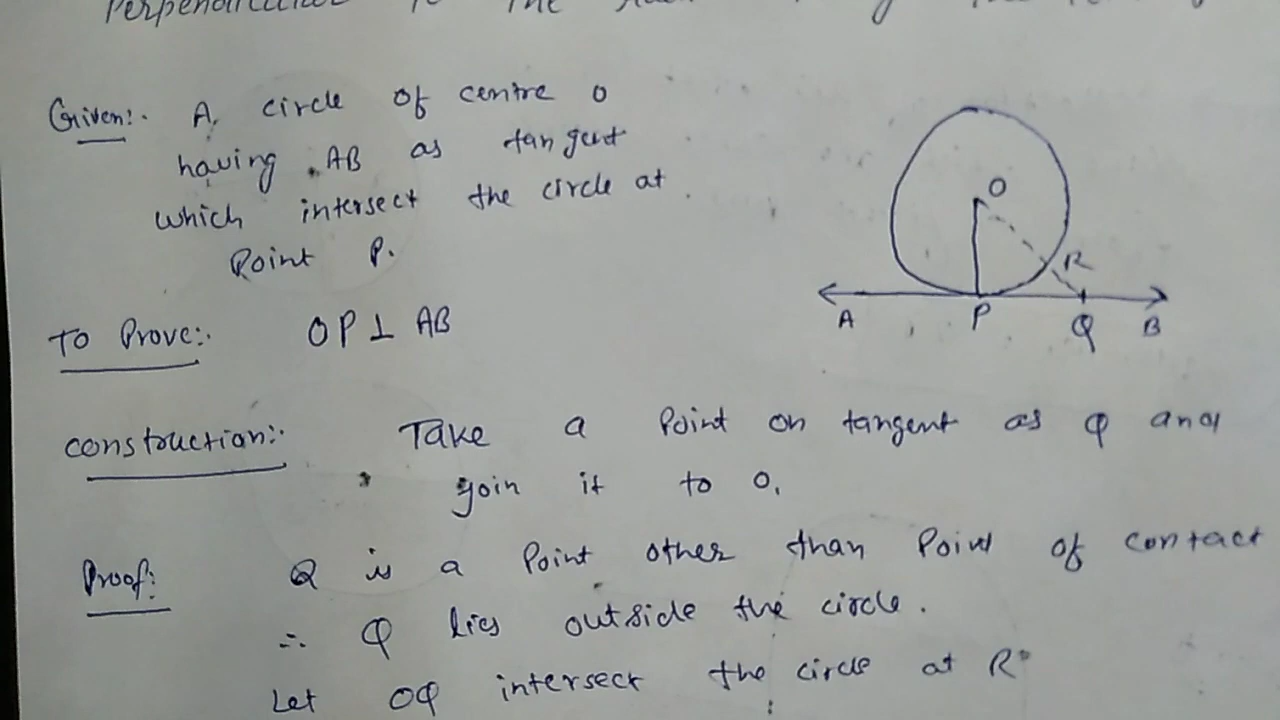 to the
Given:- A circle of centre O
having AB as tangent
which intersect the circle at
Point P.
To Prove:- OP ⊥ AB
construction:- Take a Point on tangent as Q and
join it to O.
Proof: Q is a Point other than Point of contact
∴ Q lies outside the circle.
Let OQ intersect the circle at R
O
R
A P Q B